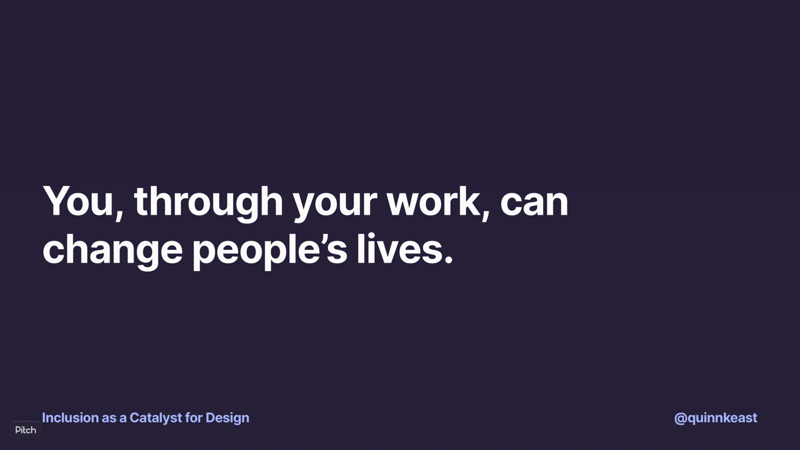 You, through your work, can
change people’s lives.
Inclusion as a Catalyst for Design
@quinnkeast
Pitch